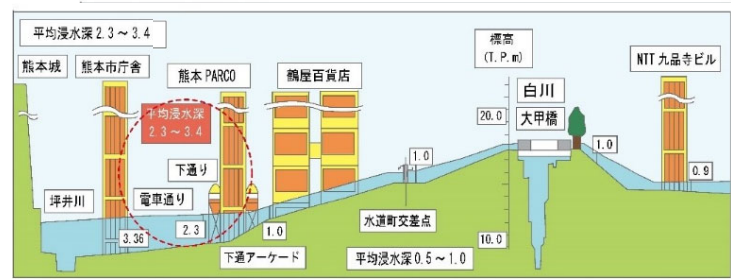 平均浸水深 2.3～3.4
熊本城
熊本市庁舎
熊本 PARCO
鶴屋百貨店
標高
(T.P.m)
NTT 九品寺ビル
白川
大甲橋
20.0
平均浸水深
2.3～3.4
下通り
1.0
1.0
坪井川
電車通り
0.9
3.36
2.3
1.0
水道町交差点
10.0
下通アーケード
平均浸水深 0.5～1.0